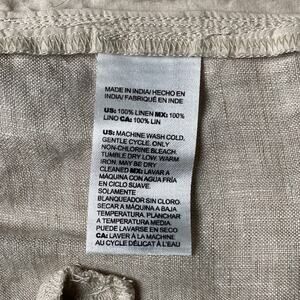 MADE IN INDIA/ HECHO EN
INDIA/ FABRIQUÉ EN INDE
US: 100% LINEN MX: 100%
LINO CA: 100% LIN
US: MACHINE WASH COLD,
GENTLE CYCLE. ONLY
NON-CHLORINE BLEACH.
TUMBLE DRY LOW. WARM
IRON. MAY BE DRY
CLEANED MX: LAVAR A
MÁQUINA CON AGUA FRÍA
EN CICLO SUAVE.
SOLAMENTE
BLANQUEADOR SIN CLORO.
SECAR A MÁQUINA A BAJA
TEMPERATURA. PLANCHAR
A TEMPERATURA MEDIA.
PUEDE LAVARSE EN SECO
CA: LAVER À LA MACHINE
AU CYCLE DÉLICAT À L'EAU